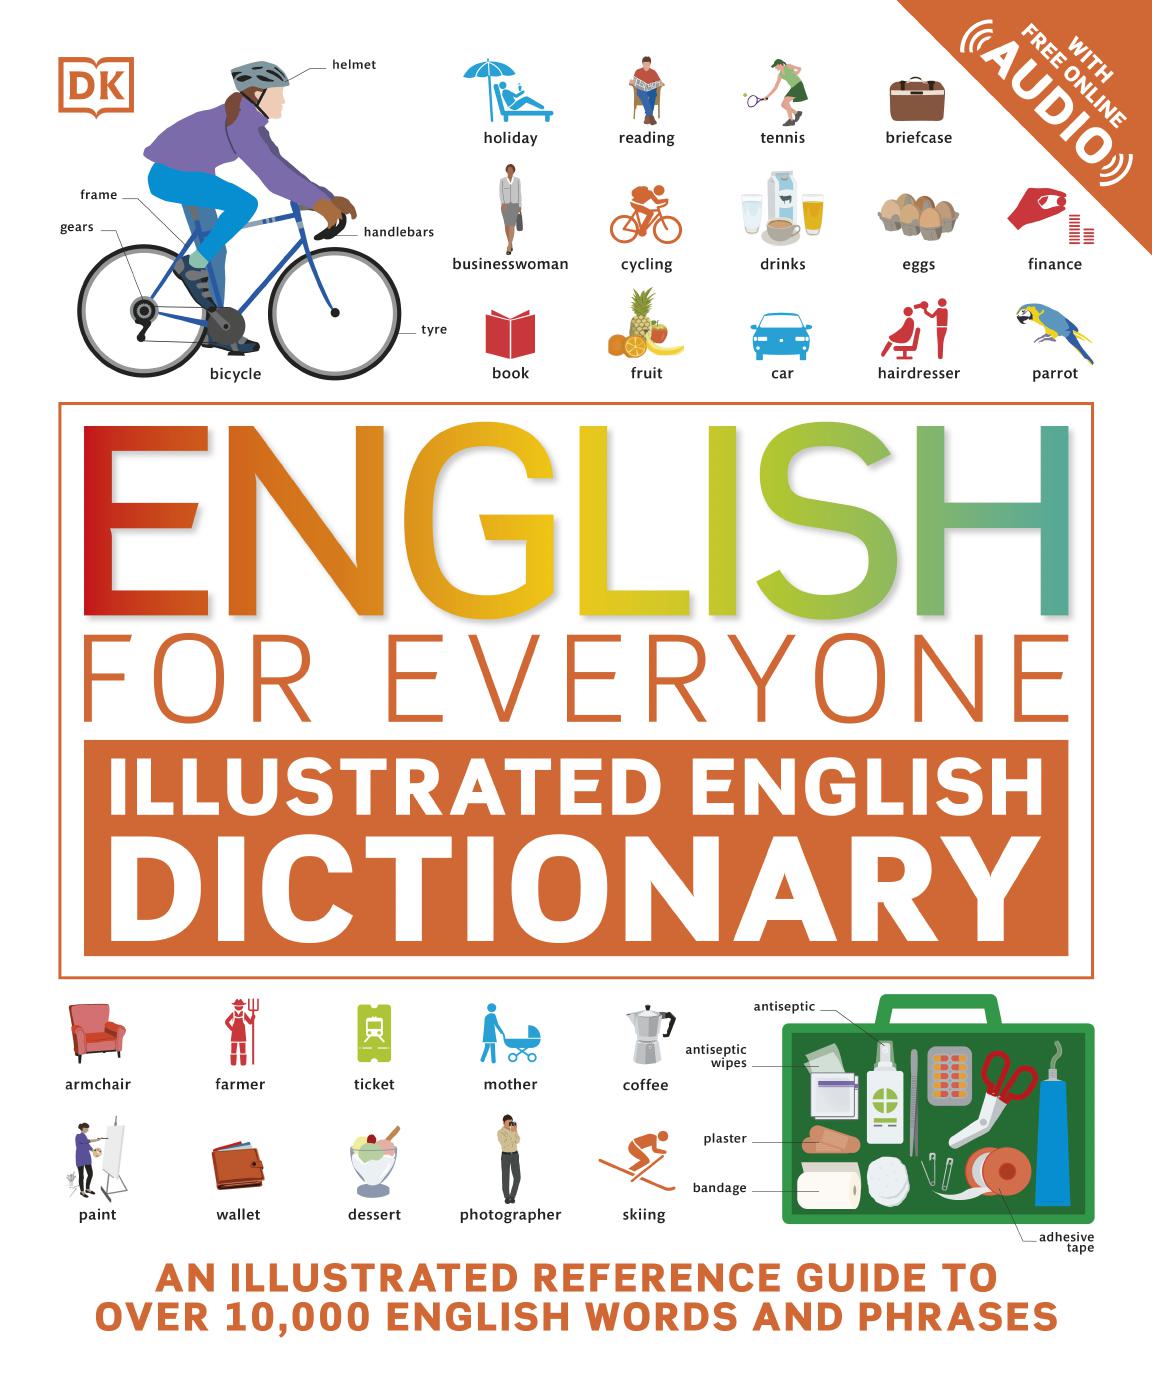 DK
helmet
frame
gears
handlebars
tyre
bicycle
holiday
reading
tennis
briefcase
WITH
FREE ONLINE
AUDIO
businesswoman
cycling
drinks
eggs
finance
book
fruit
car
hairdresser
parrot
ENGLISH
FOR EVERYONE
ILLUSTRATED ENGLISH
DICTIONARY
armchair
farmer
ticket
mother
coffee
paint
wallet
dessert
photographer
skiing
antiseptic
antiseptic
wipes
plaster
bandage
adhesive
tape
AN ILLUSTRATED REFERENCE GUIDE TO
OVER 10,000 ENGLISH WORDS AND PHRASES